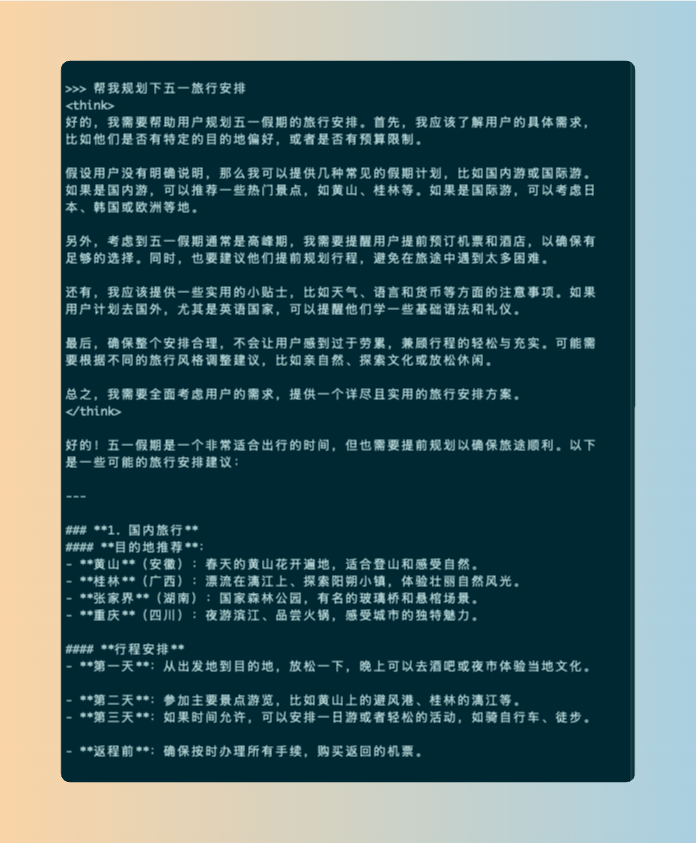 >>> 帮我规划下五一旅行安排
<think>
好的，我需要帮助用户规划五一假期的旅行安排。首先，我应该了解用户的具体需求，
比如他们是否有特定的目的地偏好，或者是否有预算限制。
假设用户没有明确说明，那么我可以提供几种常见的假期计划，比如国内游或国际游。
如果是国内游，可以推荐一些热门景点，如黄山、桂林等。如果是国际游，可以考虑日
本、韩国或欧洲等地。
另外，考虑到五一假期通常是高峰期，我需要提醒用户提前预订机票和酒店，以确保有
足够的选择。同时，也要建议他们提前规划行程，避免在旅途中遇到太多困难。
还有，我应该提供一些实用的小贴士，比如天气、语言和货币等方面的注意事项。如果
用户计划去国外，尤其是英语国家，可以提醒他们学一些基础语法和礼仪。
最后，确保整个安排合理，不会让用户感到过于劳累，兼顾行程的轻松与充实。可能需
要根据不同的旅行风格调整建议，比如亲自然、探索文化或放松休闲。
总之，我需要全面考虑用户的需求，提供一个详尽且实用的旅行安排方案。
</think>
好的！五一假期是一个非常适合出行的时间，但也需要提前规划以确保旅途顺利。以下
是一些可能的旅行安排建议：
---
### **1. 国内旅行**
#### **目的地推荐**：
- **黄山**（安徽）：春天的黄山花开遍地，适合登山和感受自然。
- **桂林**（广西）：漂流在漓江上、探索阳朔小镇，体验壮丽自然风光。
- **张家界**（湖南）：国家森林公园，有名的玻璃桥和悬棺场景。
- **重庆**（四川）：夜游滨江、品尝火锅，感受城市的独特魅力。
#### **行程安排**
- **第一天**：从出发地到目的地，放松一下，晚上可以去酒吧或夜市体验当地文化。
- **第二天**：参加主要景点游览，比如黄山上的避风港、桂林的漓江等。
- **第三天**：如果时间允许，可以安排一日游或者轻松的活动，如骑自行车、徒步。
- **返程前**：确保按时办理所有手续，购买返回的机票。